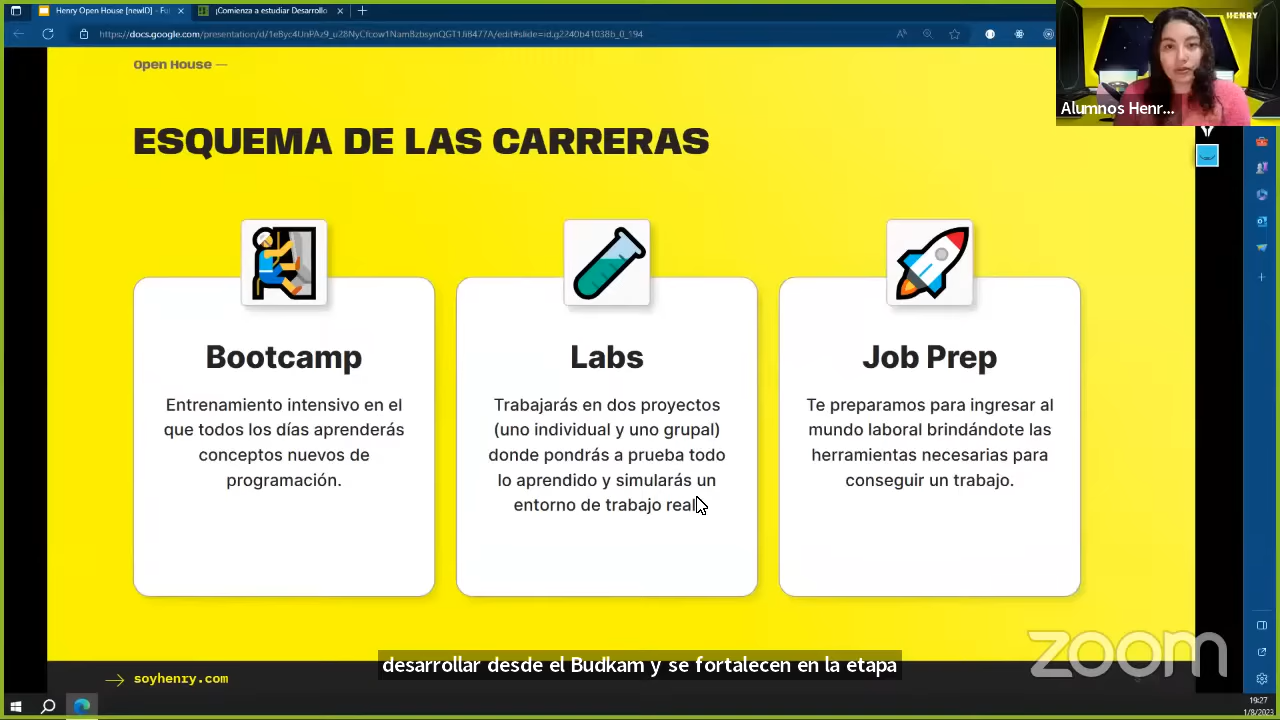 Henry Open House [newID] - Fu
¡Comienza a estudiar Desarrollo
HENRY
Alumnos Henr...
Open House —
ESQUEMA DE LAS CARRERAS
Bootcamp
Entrenamiento intensivo en el
que todos los días aprenderás
conceptos nuevos de
programación.
Labs
Trabajarás en dos proyectos
(uno individual y uno grupal)
donde pondrás a prueba todo
lo aprendido y simularás un
entorno de trabajo real
Job Prep
Te preparamos para ingresar al
mundo laboral brindándote las
herramientas necesarias para
conseguir un trabajo.
zoom
desarrollar desde el Budkam y se fortalecen en la etapa
soyhenry.com
19:27
1/8/2023